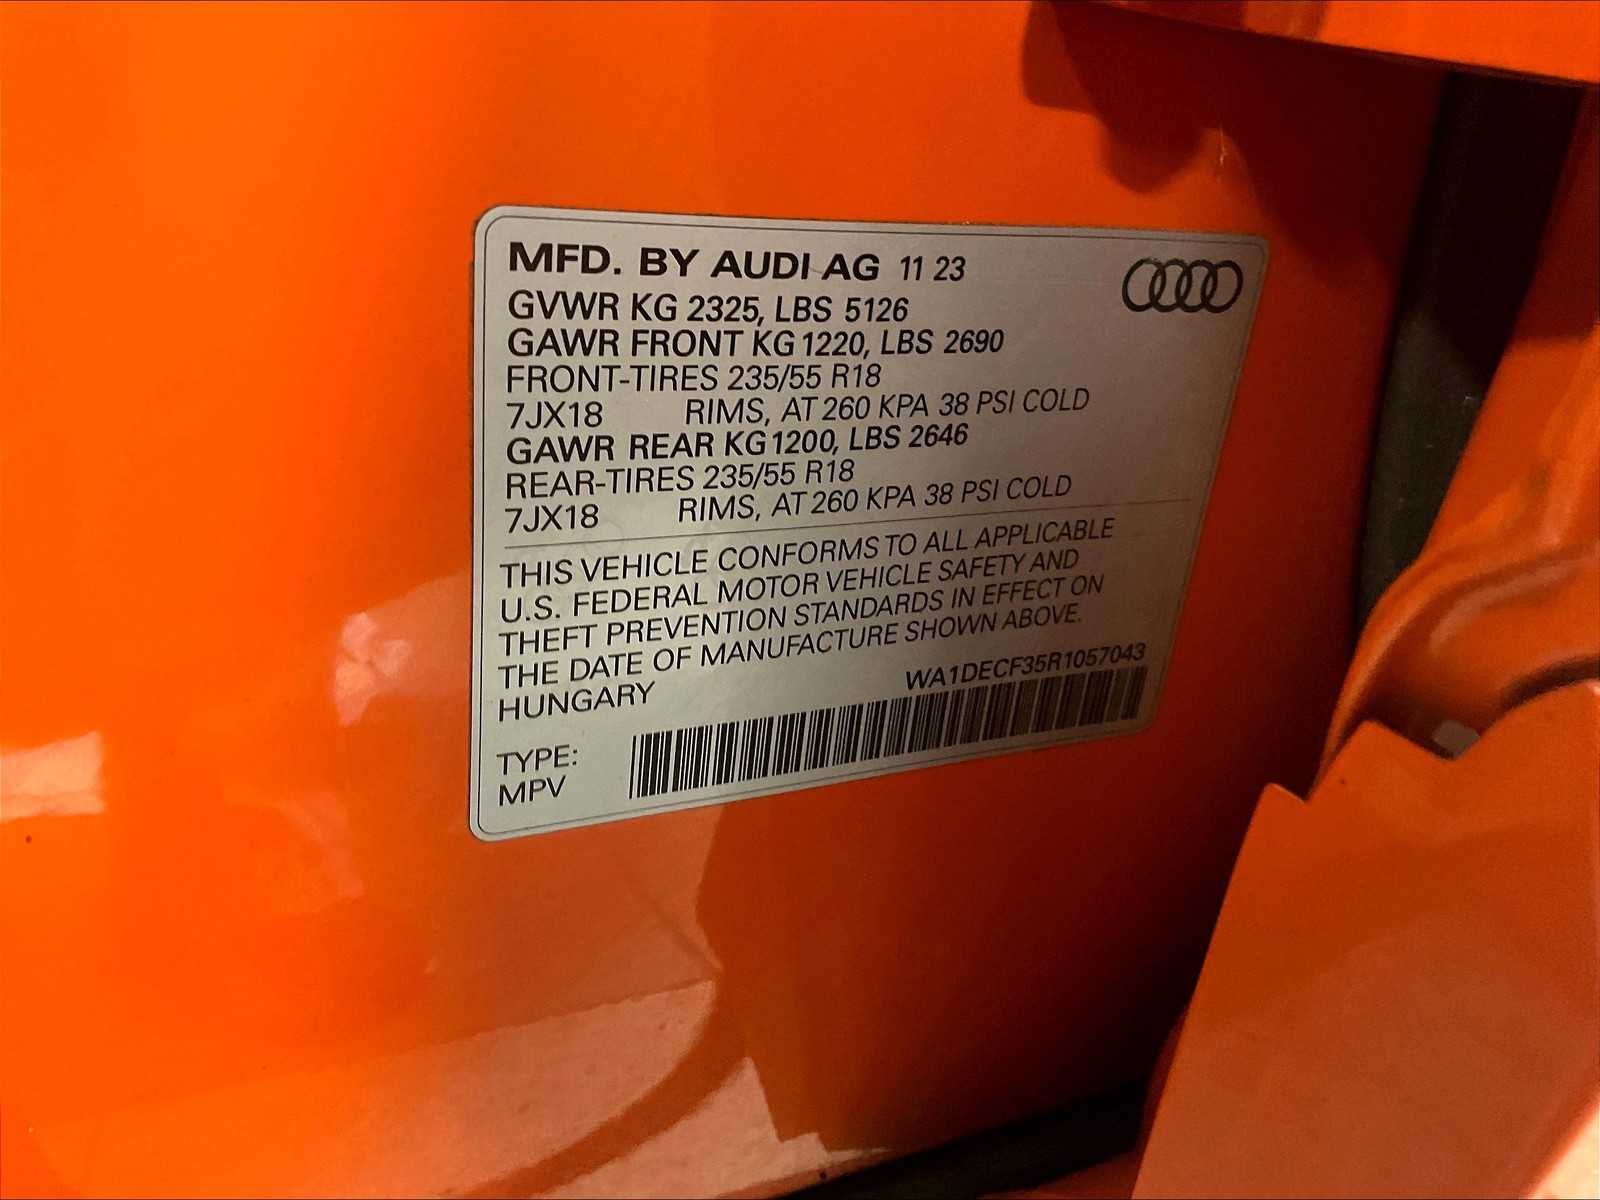 MFD. BY AUDI AG 11 23
GVWR KG 2325, LBS 5126
GAWR FRONT KG 1220, LBS 2690
FRONT-TIRES 235/55 R18
7JX18 RIMS, AT 260 KPA 38 PSI COLD
GAWR REAR KG 1200, LBS 2646
REAR-TIRES 235/55 R18
7JX18 RIMS, AT 260 KPA 38 PSI COLD
THIS VEHICLE CONFORMS TO ALL APPLICABLE
U.S. FEDERAL MOTOR VEHICLE SAFETY AND
THEFT PREVENTION STANDARDS IN EFFECT ON
THE DATE OF MANUFACTURE SHOWN ABOVE.
HUNGARY WA1DECF35R1057043
TYPE:
MPV